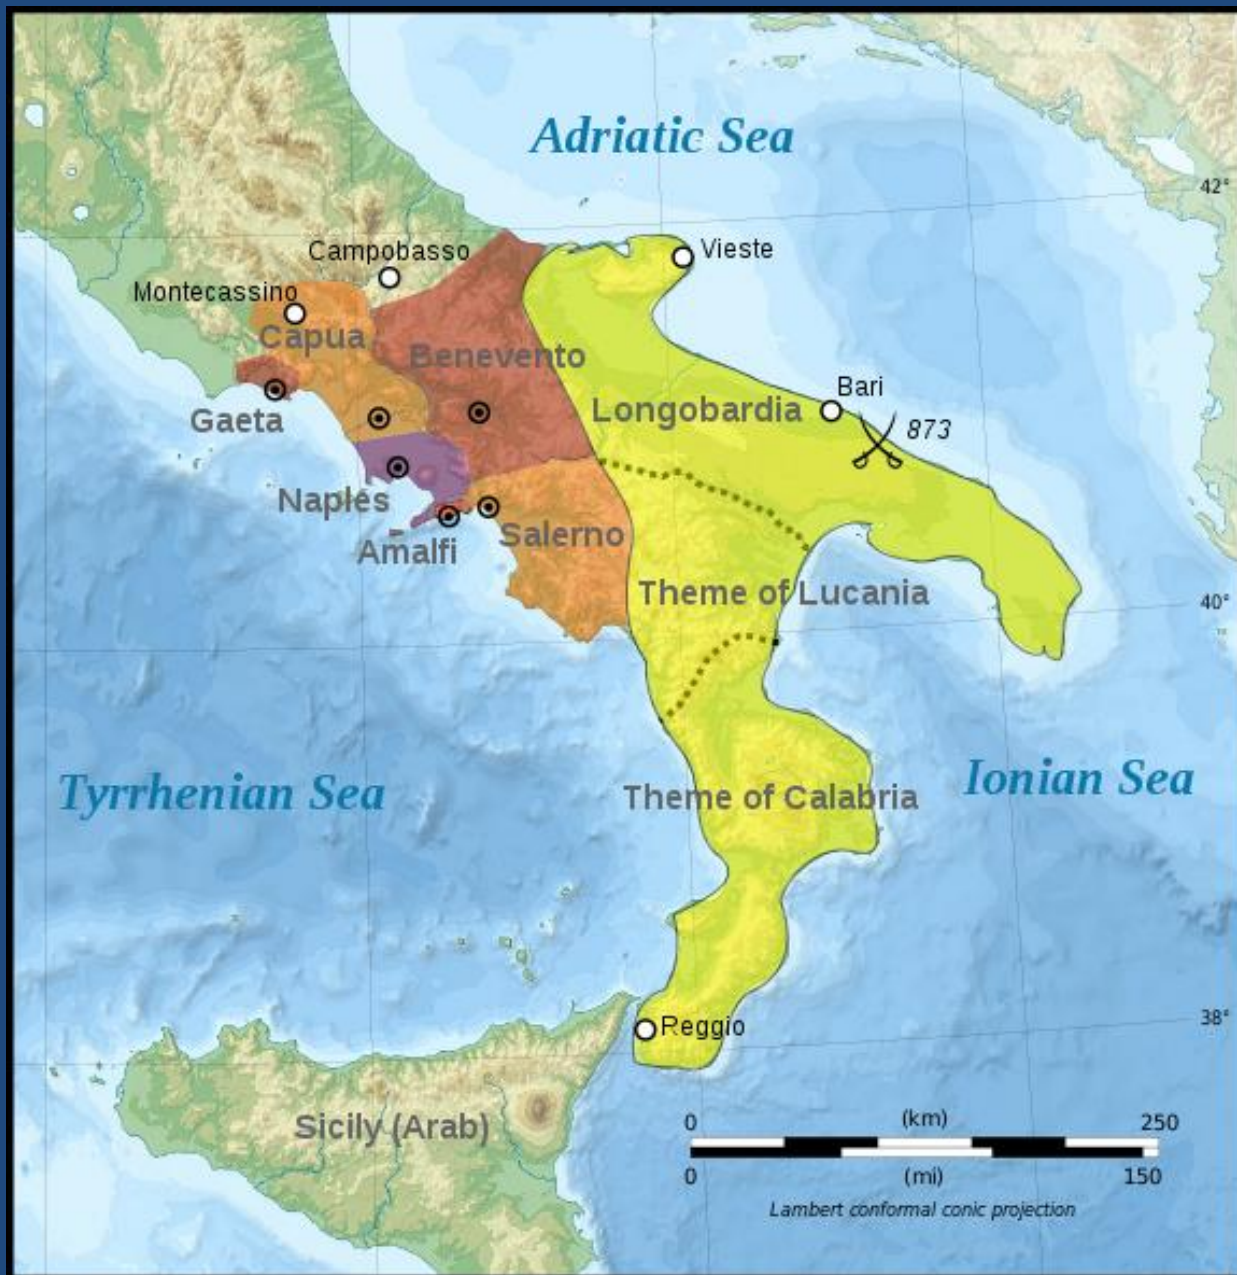 Adriatic Sea
42°
Campobasso
Vieste
Montecassino
Capua
Benevento
Bari
Gaeta
Longobardia
873
Naples
Salerno
Amalfi
Theme of Lucania
40°
Tyrrhenian Sea
Ionian Sea
Theme of Calabria
38°
Reggio
Sicily (Arab)
0 (km) 250
0 (mi) 150
Lambert conformal conic projection